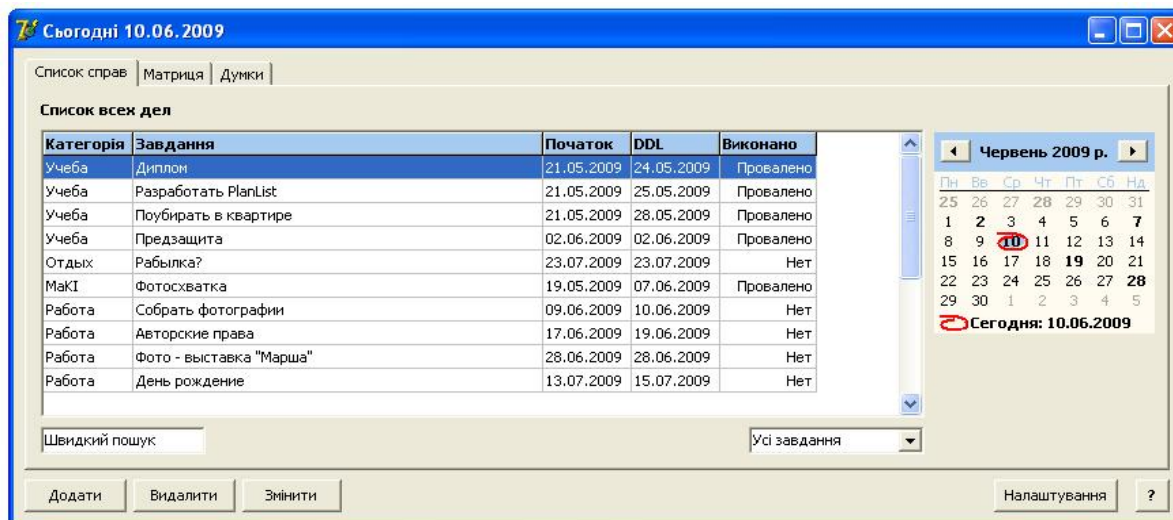 Сьогодні 10.06.2009
Список справ Матриця Думки
Список всех дел
Категорія Завдання Початок DDL Виконано
Учеба Диплом 21.05.2009 24.05.2009 Провалено
Учеба Разработать PlanList 21.05.2009 25.05.2009 Провалено
Учеба Поубирать в квартире 21.05.2009 28.05.2009 Провалено
Учеба Предзащита 02.06.2009 02.06.2009 Провалено
Отдых Рабылка? 23.07.2009 23.07.2009 Нет
MaKI Фотосхватка 19.05.2009 07.06.2009 Провалено
Работа Собрать фотографии 09.06.2009 10.06.2009 Нет
Работа Авторские права 17.06.2009 19.06.2009 Нет
Работа Фото - выставка "Марша" 28.06.2009 28.06.2009 Нет
Работа День рождение 13.07.2009 15.07.2009 Нет
Червень 2009 р.
Пн Вв Ср Чт Пт Сб Нд
25 26 27 28 29 30 31
1 2 3 4 5 6 7
8 9 10 11 12 13 14
15 16 17 18 19 20 21
22 23 24 25 26 27 28
29 30 1 2 3 4 5
Сегодня: 10.06.2009
Швидкий пошук Усі завдання
Додати Видалити Змінити Налаштування ?